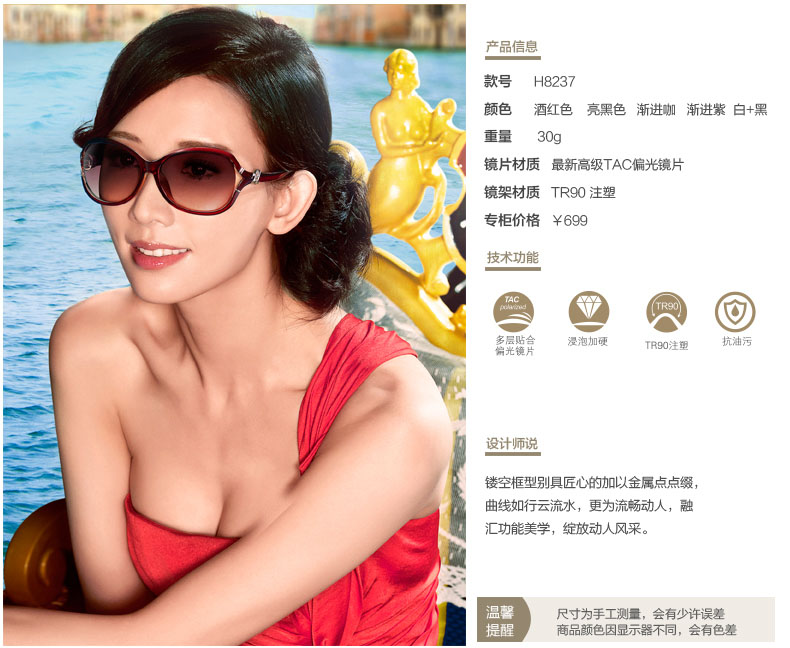 产品信息
款号 H8237
颜色 酒红色 亮黑色 渐进咖 渐进紫 白+黑
重量 30g
镜片材质 最新高级TAC偏光镜片
镜架材质 TR90 注塑
专柜价格 ￥699
技术功能
TAC
polarized
多层贴合
偏光镜片
浸泡加硬
TR90
TR90注塑
抗油污
设计师说
镂空框型别具匠心的加以金属点点缀，
曲线如行云流水，更为流畅动人，融
汇功能美学，绽放动人风采。
温馨
提醒
尺寸为手工测量，会有少许误差
商品颜色因显示器不同，会有色差